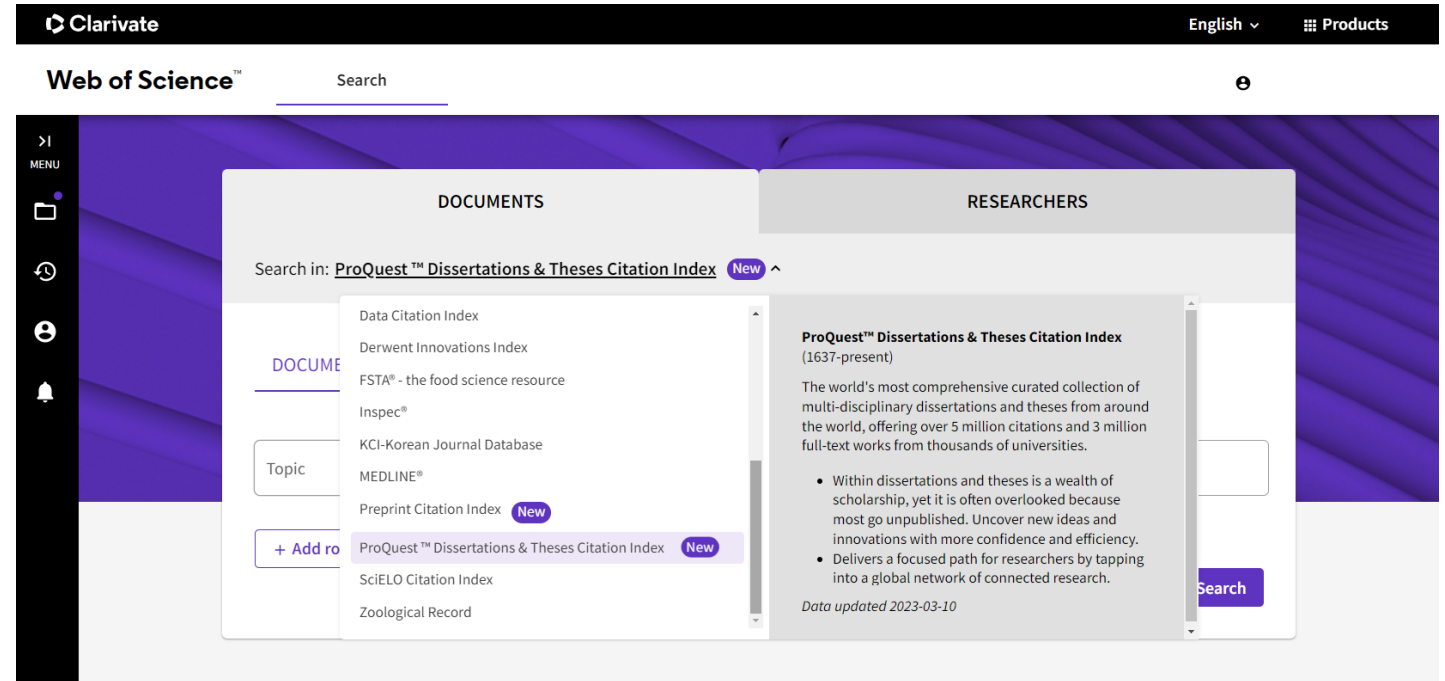 Clarivate
English
Products
Web of Science™
Search
MENU
DOCUMENTS
RESEARCHERS
Search in: ProQuest ™ Dissertations & Theses Citation Index New
DOCUME
Topic
+ Add ro
Data Citation Index
Derwent Innovations Index
FSTA® - the food science resource
Inspec®
KCI-Korean Journal Database
MEDLINE®
Preprint Citation Index New
ProQuest ™ Dissertations & Theses Citation Index New
SciELO Citation Index
Zoological Record
ProQuest™ Dissertations & Theses Citation Index
(1637-present)
The world's most comprehensive curated collection of
multi-disciplinary dissertations and theses from around
the world, offering over 5 million citations and 3 million
full-text works from thousands of universities.
• Within dissertations and theses is a wealth of
scholarship, yet it is often overlooked because
most go unpublished. Uncover new ideas and
innovations with more confidence and efficiency.
• Delivers a focused path for researchers by tapping
into a global network of connected research.
Data updated 2023-03-10
Search